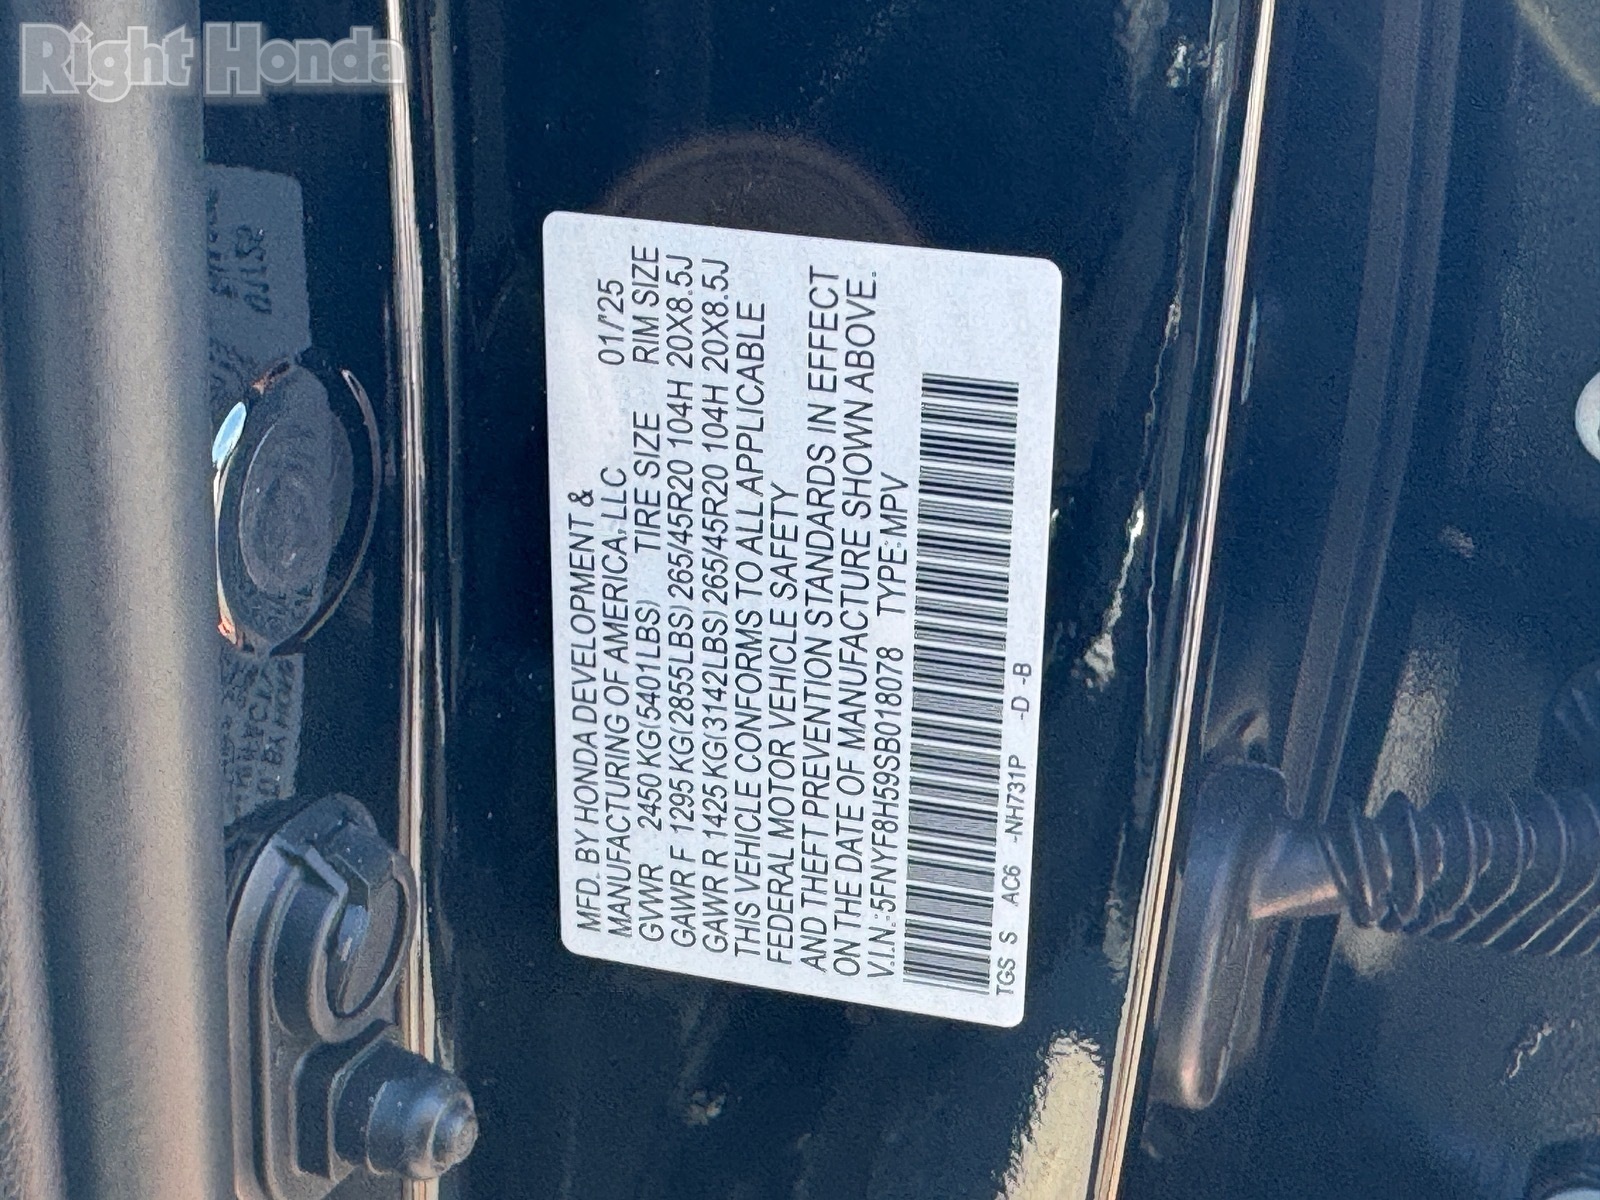 Right Honda
MFD. BY HONDA DEVELOPMENT &
MANUFACTURING OF AMERICA, LLC 01/'25
GVWR 2450 KG(5401LBS) TIRE SIZE RIM SIZE
GAWR F 1295 KG(2855LBS) 265/45R20 104H 20X8.5J
GAWR R 1425 KG(3142LBS) 265/45R20 104H 20X8.5J
THIS VEHICLE CONFORMS TO ALL APPLICABLE
FEDERAL MOTOR VEHICLE SAFETY
AND THEFT PREVENTION STANDARDS IN EFFECT
ON THE DATE OF MANUFACTURE SHOWN ABOVE.
V.I.N.:5FNYF8H59SB018078 TYPE:MPV
TGS S AC6 -NH731P -D -B